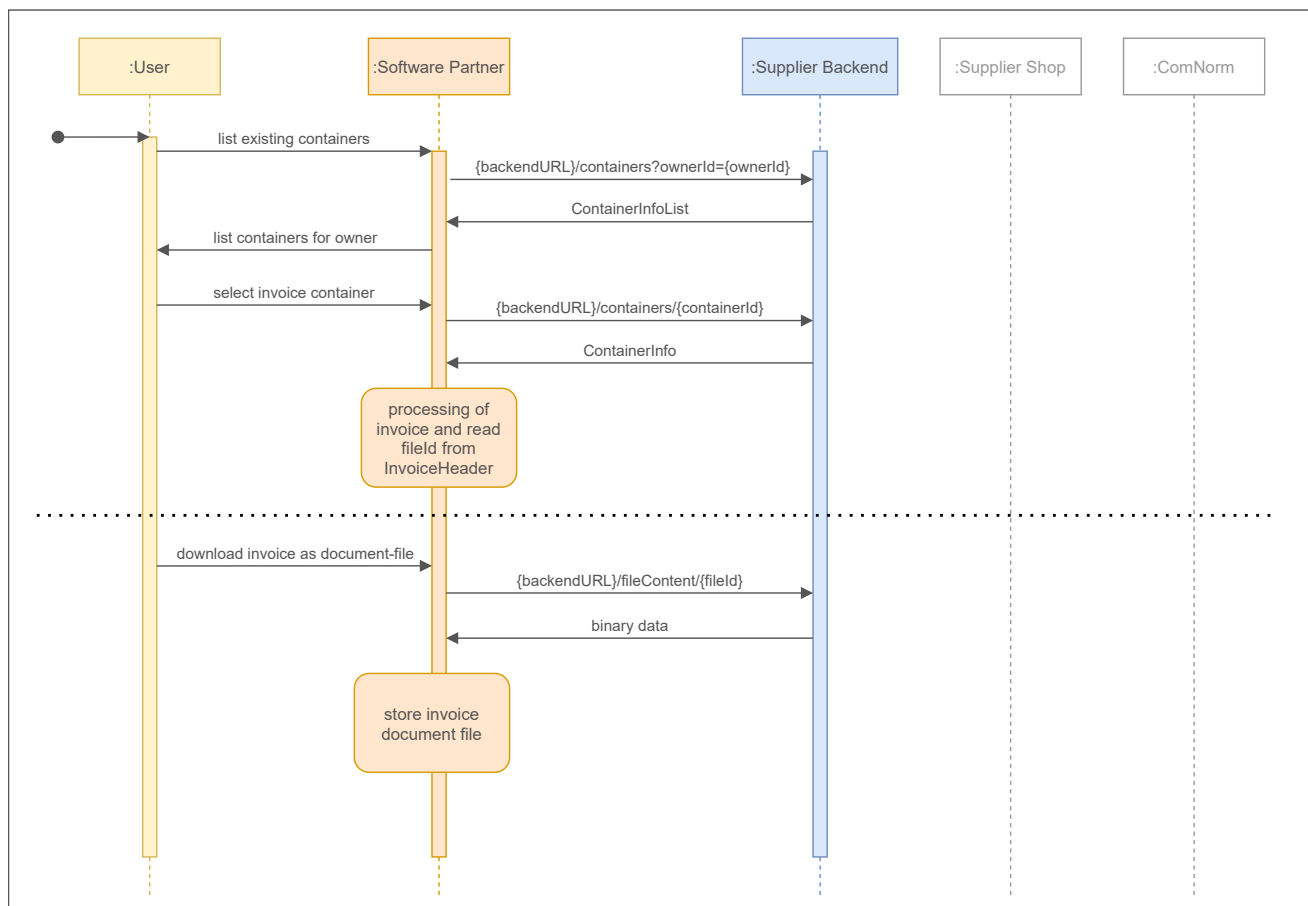 :User
:Software Partner
:Supplier Backend
:Supplier Shop
:ComNorm
list existing containers
{backendURL}/containers?ownerId={ownerId}
ContainerInfoList
list containers for owner
select invoice container
{backendURL}/containers/{containerId}
ContainerInfo
processing of
invoice and read
fileId from
InvoiceHeader
download invoice as document-file
{backendURL}/fileContent/{fileId}
binary data
store invoice
document file